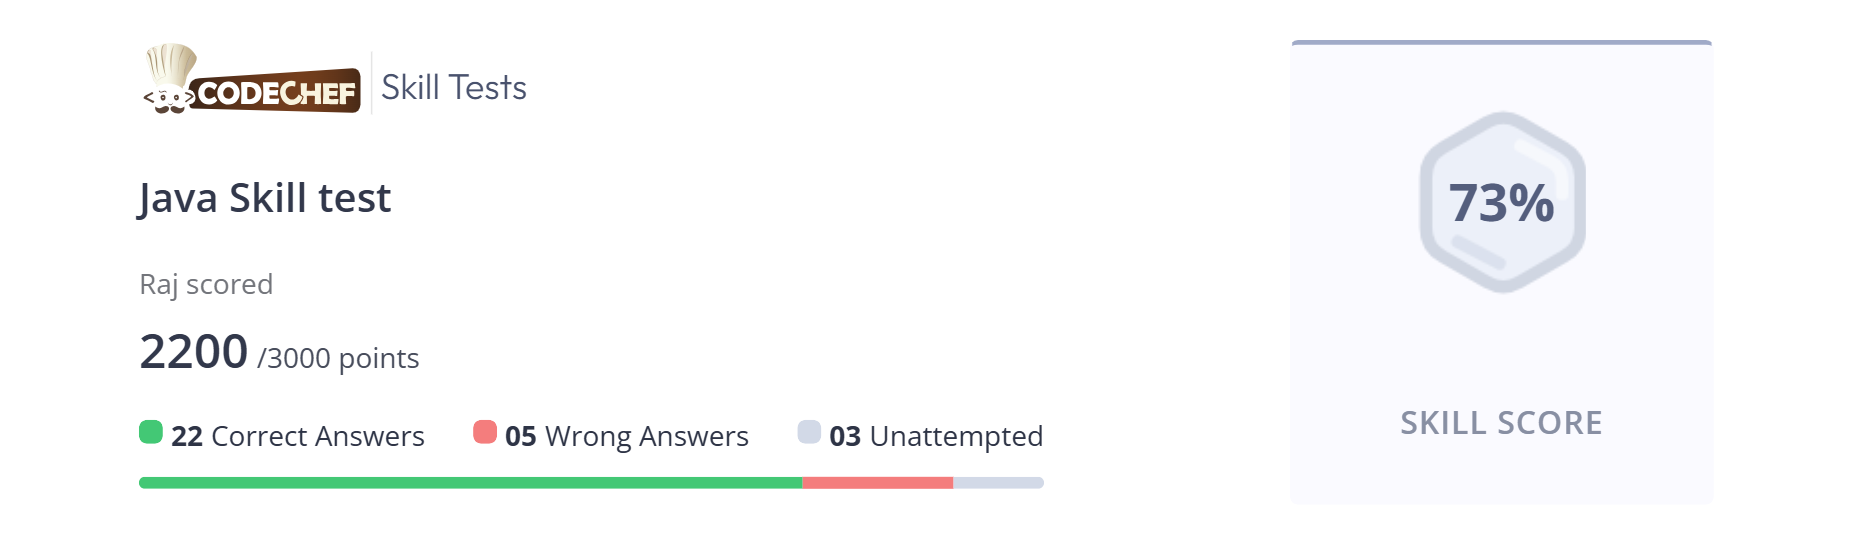 CODECHEF Skill Tests
Java Skill test
Raj scored
2200 /3000 points
22 Correct Answers 05 Wrong Answers 03 Unattempted
73%
SKILL SCORE